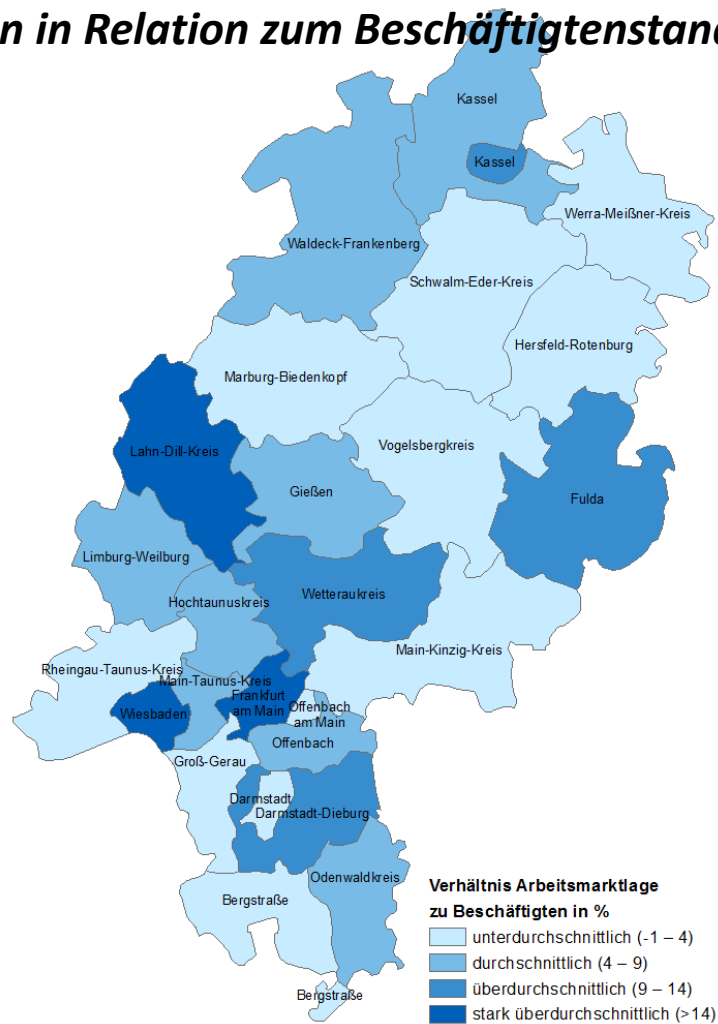 n in Relation zum Beschäftigtenstand
Kassel
Kassel
Werra-Meißner-Kreis
Waldeck-Frankenberg
Schwalm-Eder-Kreis
Hersfeld-Rotenburg
Marburg-Biedenkopf
Vogelsbergkreis
Lahn-Dill-Kreis
Gießen
Fulda
Limburg-Weilburg
Wetteraukreis
Hochtaunuskreis
Main-Kinzig-Kreis
Rheingau-Taunus-Kreis
Main-Taunus-Kreis
Frankfurt
am Main
Offenbach
am Main
Wiesbaden
Offenbach
Groß-Gerau
Darmstadt
Darmstadt-Dieburg
Odenwaldkreis
Bergstraße
Bergstraße
Verhältnis Arbeitsmarktlage
zu Beschäftigten in %
unterdurchschnittlich (-1 – 4)
durchschnittlich (4 – 9)
überdurchschnittlich (9 – 14)
stark überdurchschnittlich (>14)